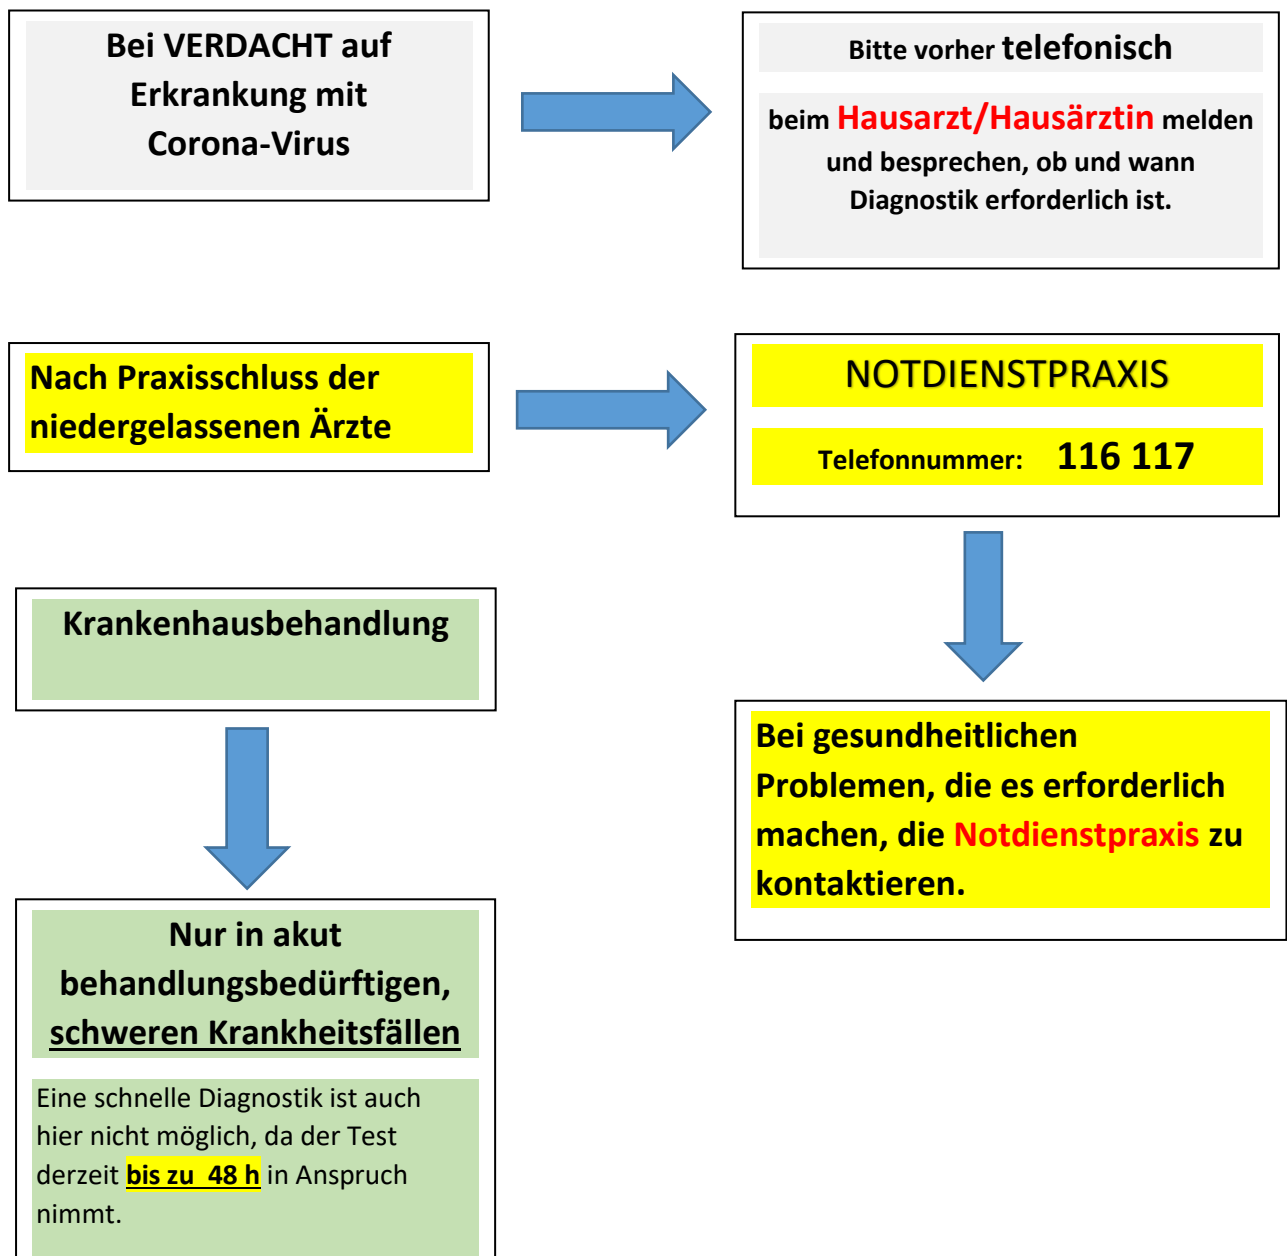 Bei VERDACHT auf
Erkrankung mit
Corona-Virus
Bitte vorher telefonisch
beim Hausarzt/Hausärztin melden
und besprechen, ob und wann
Diagnostik erforderlich ist.
Nach Praxisschluss der
niedergelassenen Ärzte
NOTDIENSTPRAXIS
Telefonnummer: 116 117
Krankenhausbehandlung
Bei gesundheitlichen
Problemen, die es erforderlich
machen, die Notdienstpraxis zu
kontaktieren.
Nur in akut
behandlungsbedürftigen,
schweren Krankheitsfällen
Eine schnelle Diagnostik ist auch
hier nicht möglich, da der Test
derzeit bis zu 48 h in Anspruch
nimmt.